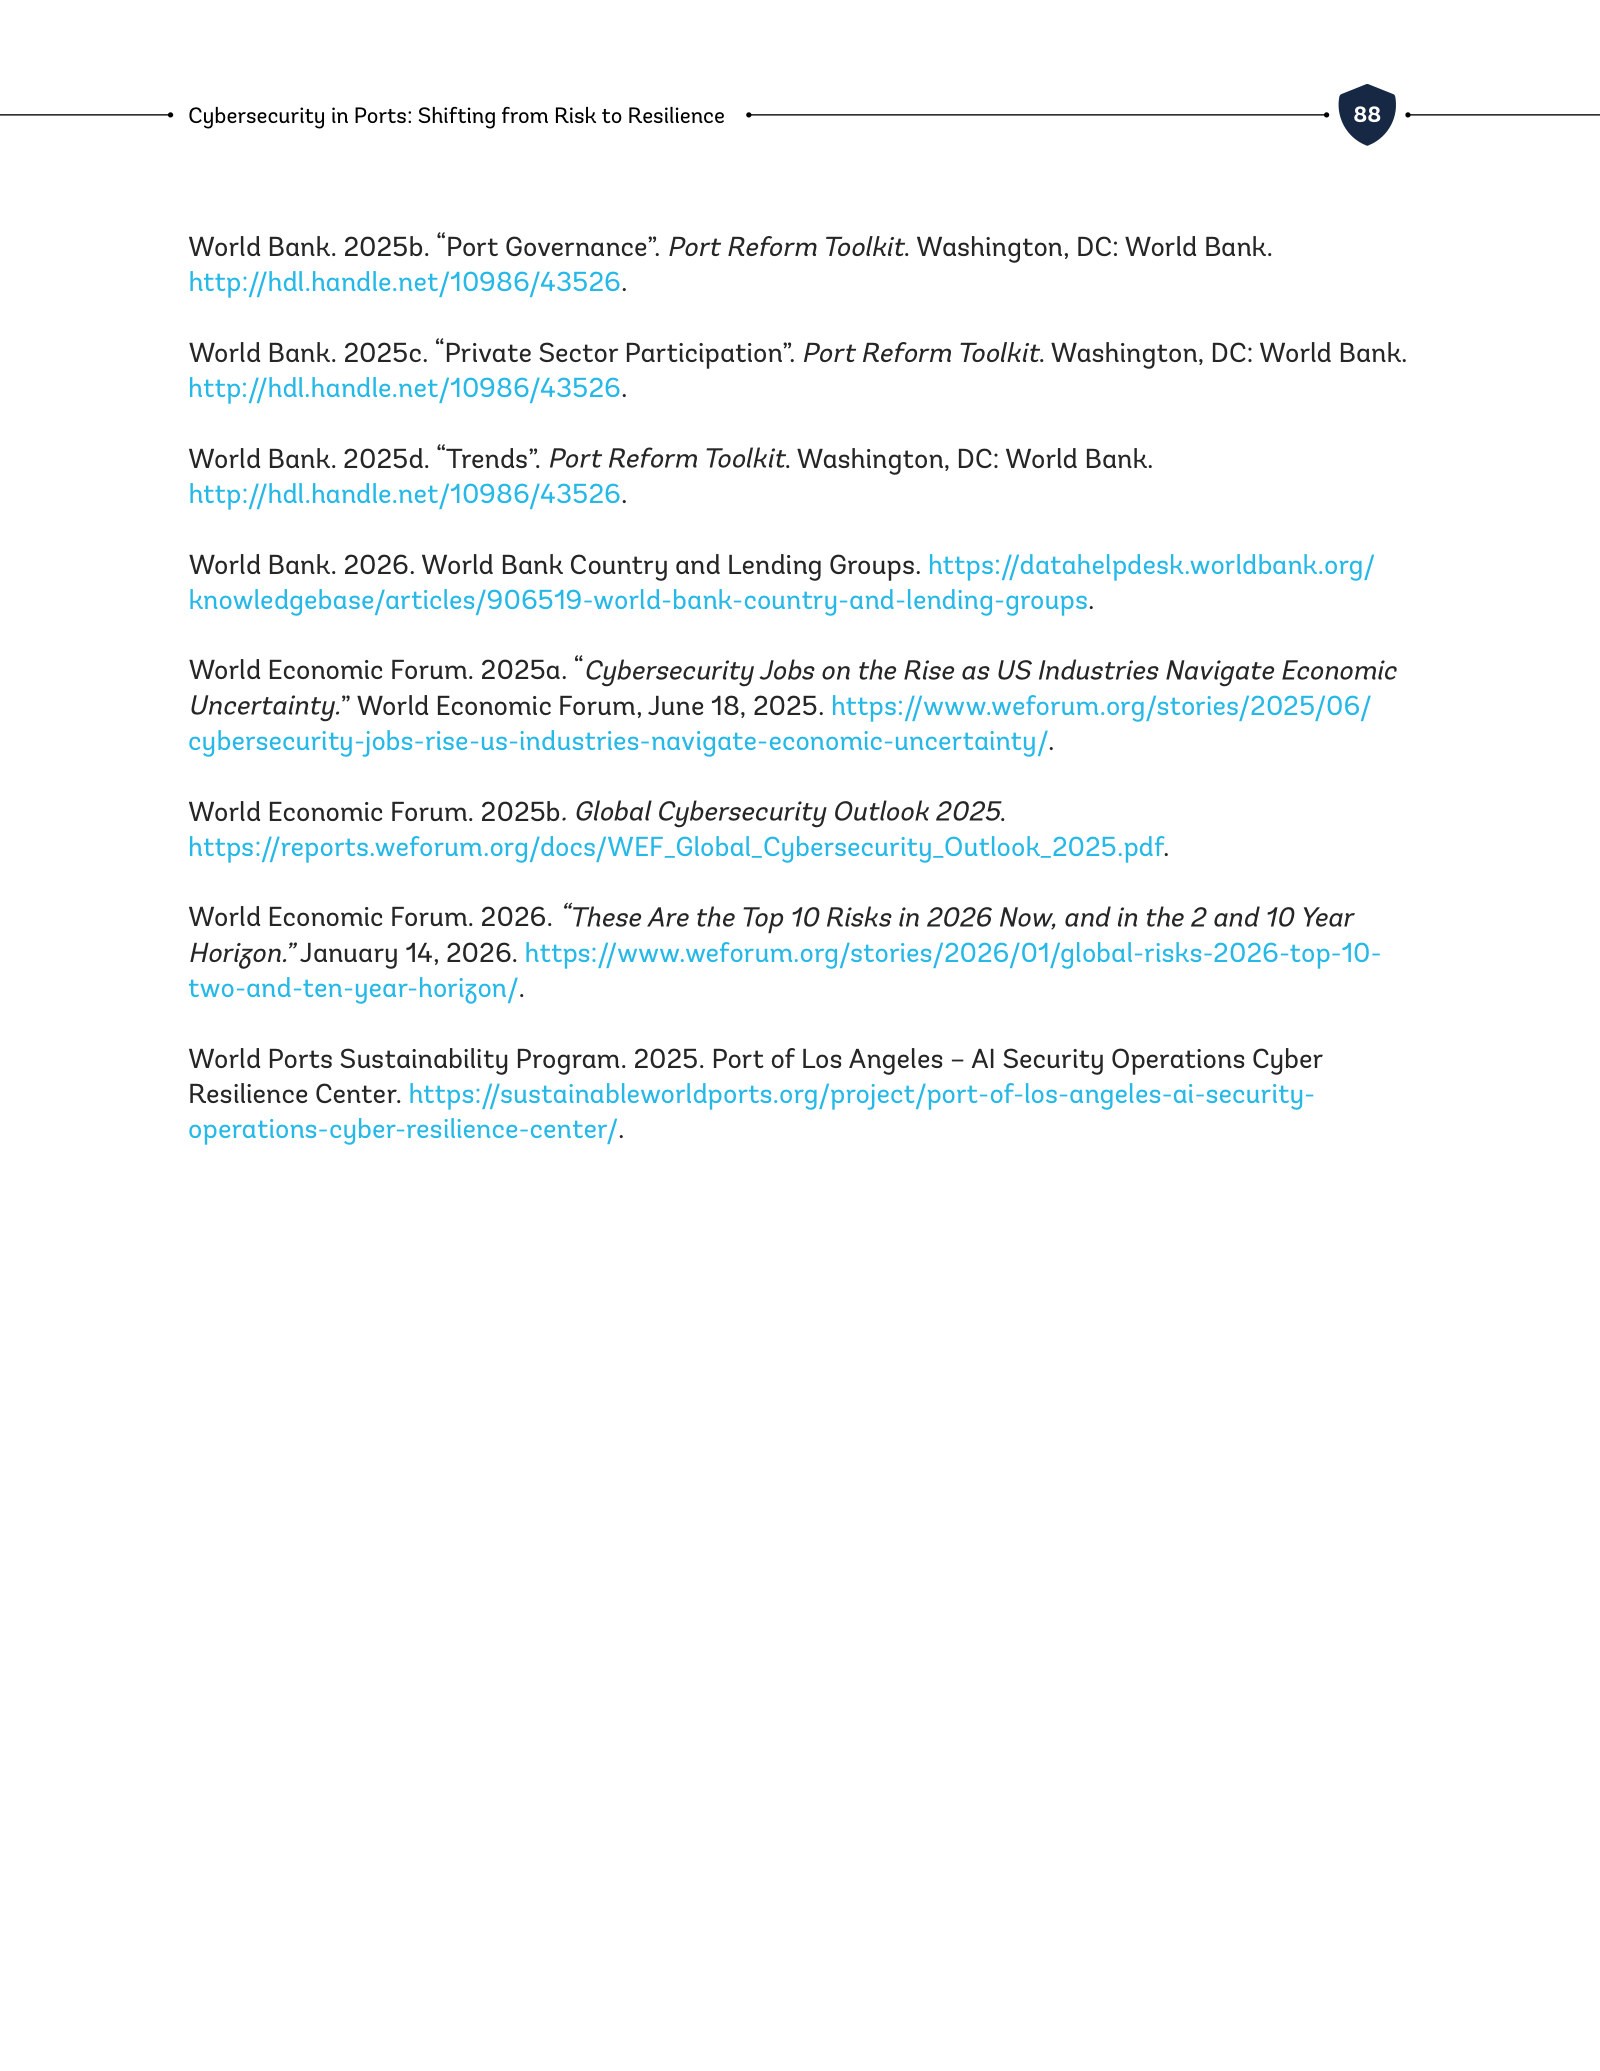 Cybersecurity in Ports: Shifting from Risk to Resilience
88
World Bank. 2025b. “Port Governance”. Port Reform Toolkit. Washington, DC: World Bank.
http://hdl.handle.net/10986/43526.
World Bank. 2025c. “Private Sector Participation”. Port Reform Toolkit. Washington, DC: World Bank.
http://hdl.handle.net/10986/43526.
World Bank. 2025d. “Trends”. Port Reform Toolkit. Washington, DC: World Bank.
http://hdl.handle.net/10986/43526.
World Bank. 2026. World Bank Country and Lending Groups. https://datahelpdesk.worldbank.org/
knowledgebase/articles/906519-world-bank-country-and-lending-groups.
World Economic Forum. 2025a. “Cybersecurity Jobs on the Rise as US Industries Navigate Economic
Uncertainty.” World Economic Forum, June 18, 2025. https://www.weforum.org/stories/2025/06/
cybersecurity-jobs-rise-us-industries-navigate-economic-uncertainty/.
World Economic Forum. 2025b. Global Cybersecurity Outlook 2025.
https://reports.weforum.org/docs/WEF_Global_Cybersecurity_Outlook_2025.pdf.
World Economic Forum. 2026. “These Are the Top 10 Risks in 2026 Now, and in the 2 and 10 Year
Horizon.” January 14, 2026. https://www.weforum.org/stories/2026/01/global-risks-2026-top-10-
two-and-ten-year-horizon/.
World Ports Sustainability Program. 2025. Port of Los Angeles – AI Security Operations Cyber
Resilience Center. https://sustainableworldports.org/project/port-of-los-angeles-ai-security-
operations-cyber-resilience-center/.